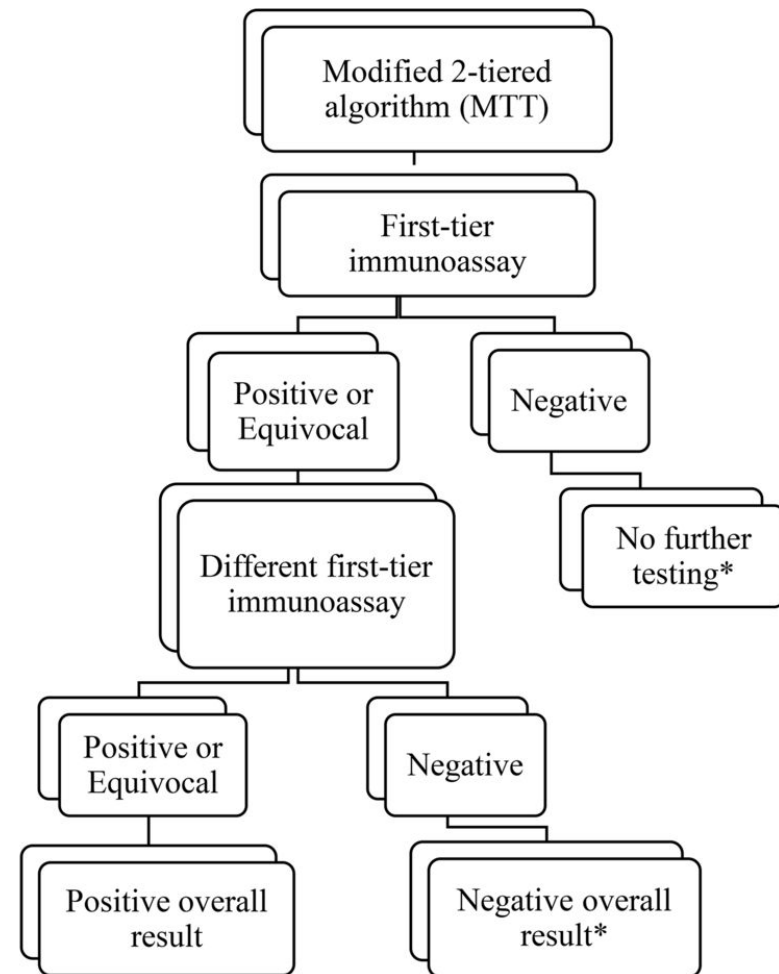 Modified 2-tiered
algorithm (MTT)
First-tier
immunoassay
Positive or
Equivocal
Negative
No further
testing*
Different first-tier
immunoassay
Positive or
Equivocal
Negative
Positive overall
result
Negative overall
result*